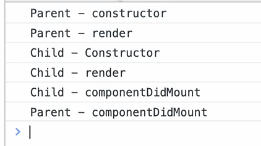 Parent – constructor
Parent – render
Child – Constructor
Child – render
Child – componentDidMount
Parent – componentDidMount
>